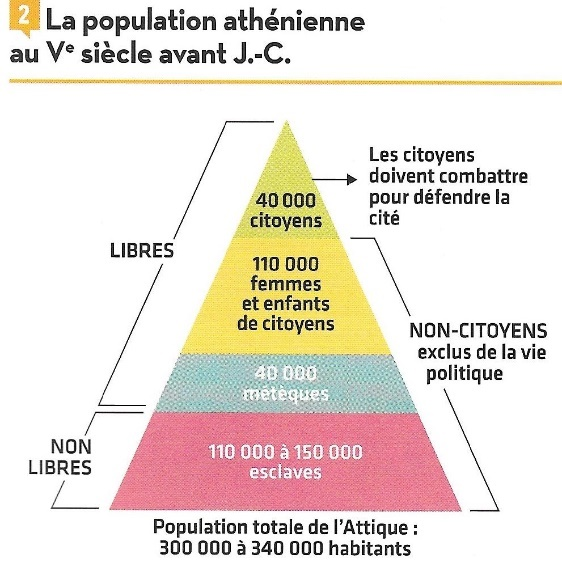 2 La population athénienne
au Ve siècle avant J.-C.
Les citoyens
doivent combattre
pour défendre la
cité
40 000
citoyens
LIBRES
110 000
femmes
et enfants
de citoyens
NON-CITOYENS
exclus de la vie
politique
40 000
métèques
NON
LIBRES
110 000 à 150 000
esclaves
Population totale de l'Attique :
300 000 à 340 000 habitants